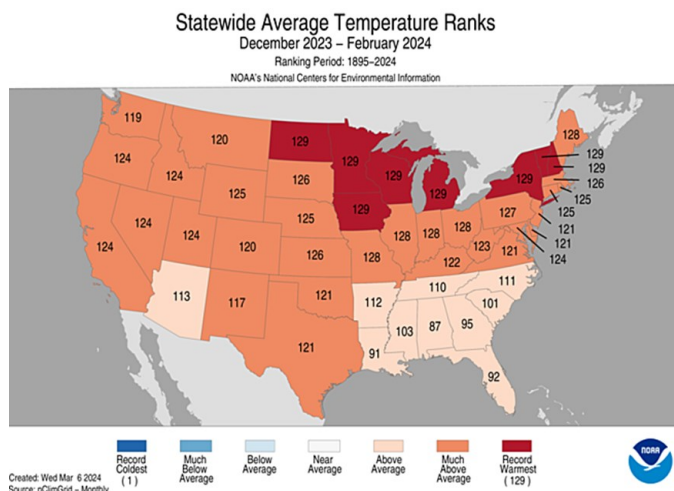 Statewide Average Temperature Ranks
December 2023 – February 2024
Ranking Period: 1895–2024
NOAA's National Centers for Environmental Information
119
120
129
129
128
124
124
125
126
129
129
129
129
129
126
125
124
124
124
120
125
126
129
128
128
128
128
127
123
122
121
125
121
121
124
113
117
121
121
112
110
111
101
91
103
87
95
92
Record
Coldest
( 1 )
Much
Below
Average
Below
Average
Near
Average
Above
Average
Much
Above
Average
Record
Warmest
( 129 )
NOAA
Created: Wed Mar 6 2024
Source: nClimGrid – Monthly